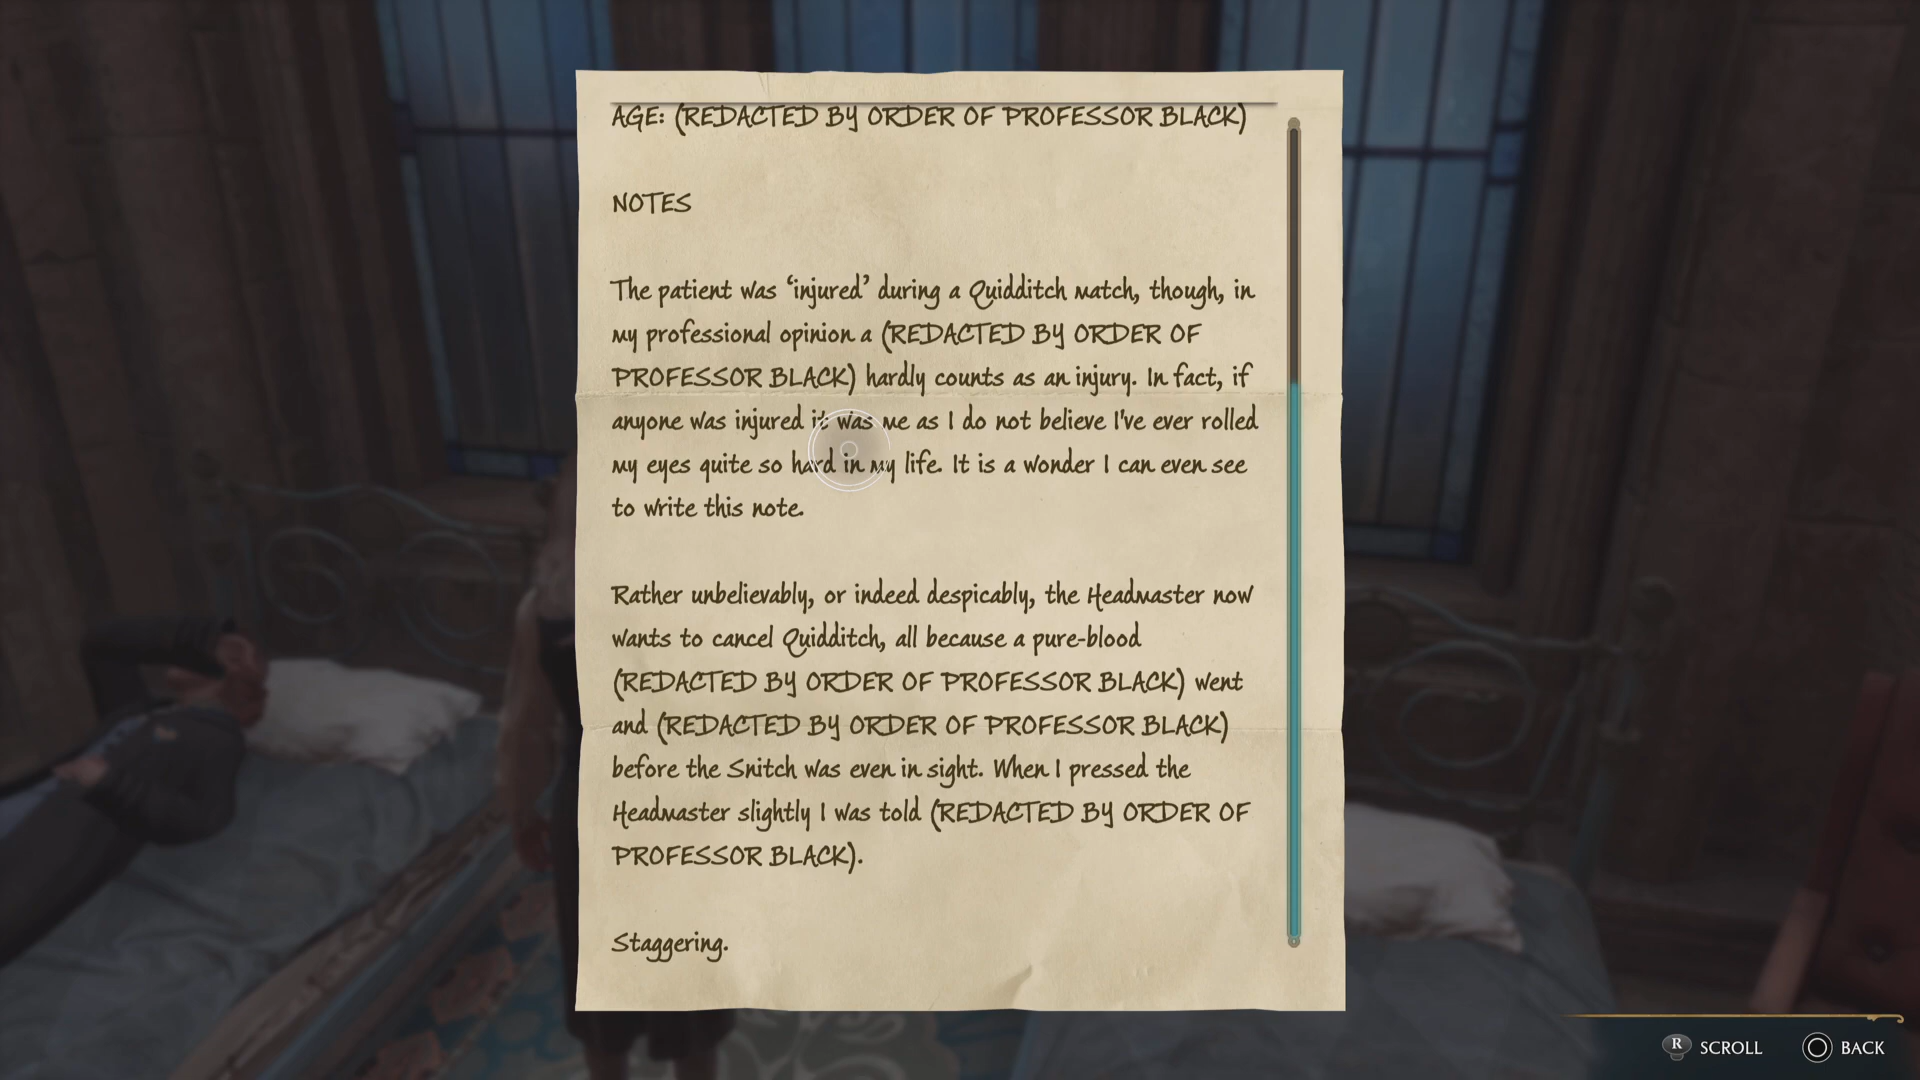 AGE: (REDACTED BY ORDER OF PROFESSOR BLACK)
NOTES
The patient was ‘injured’ during a Quidditch match, though, in
my professional opinion a (REDACTED BY ORDER OF
PROFESSOR BLACK) hardly counts as an injury. In fact, if
anyone was injured it was me as I do not believe I've ever rolled
my eyes quite so hard in my life. It is a wonder I can even see
to write this note.
Rather unbelievably, or indeed despicably, the Headmaster now
wants to cancel Quidditch, all because a pure-blood
(REDACTED BY ORDER OF PROFESSOR BLACK) went
and (REDACTED BY ORDER OF PROFESSOR BLACK)
before the Snitch was even in sight. When I pressed the
Headmaster slightly I was told (REDACTED BY ORDER OF
PROFESSOR BLACK).
Staggering.
R SCROLL BACK